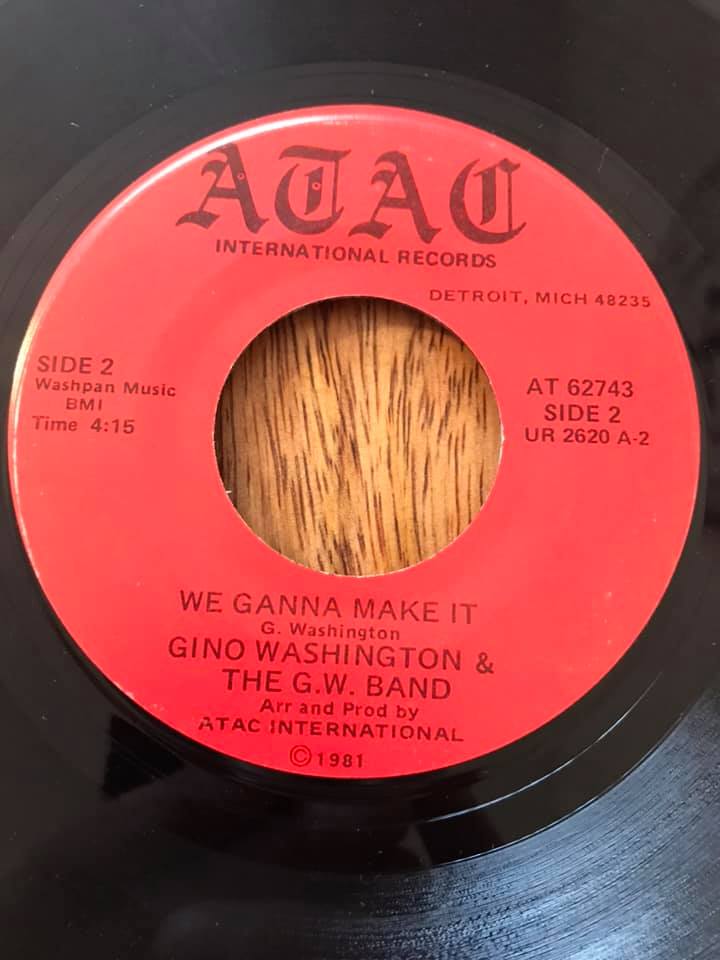 ATAC
INTERNATIONAL RECORDS
DETROIT, MICH 48235
SIDE 2
Washpan Music
BMI
Time 4:15
AT 62743
SIDE 2
UR 2620 A-2
WE GANNA MAKE IT
G. Washington
GINO WASHINGTON &
THE G.W. BAND
Arr and Prod by
ATAC INTERNATIONAL
©1981